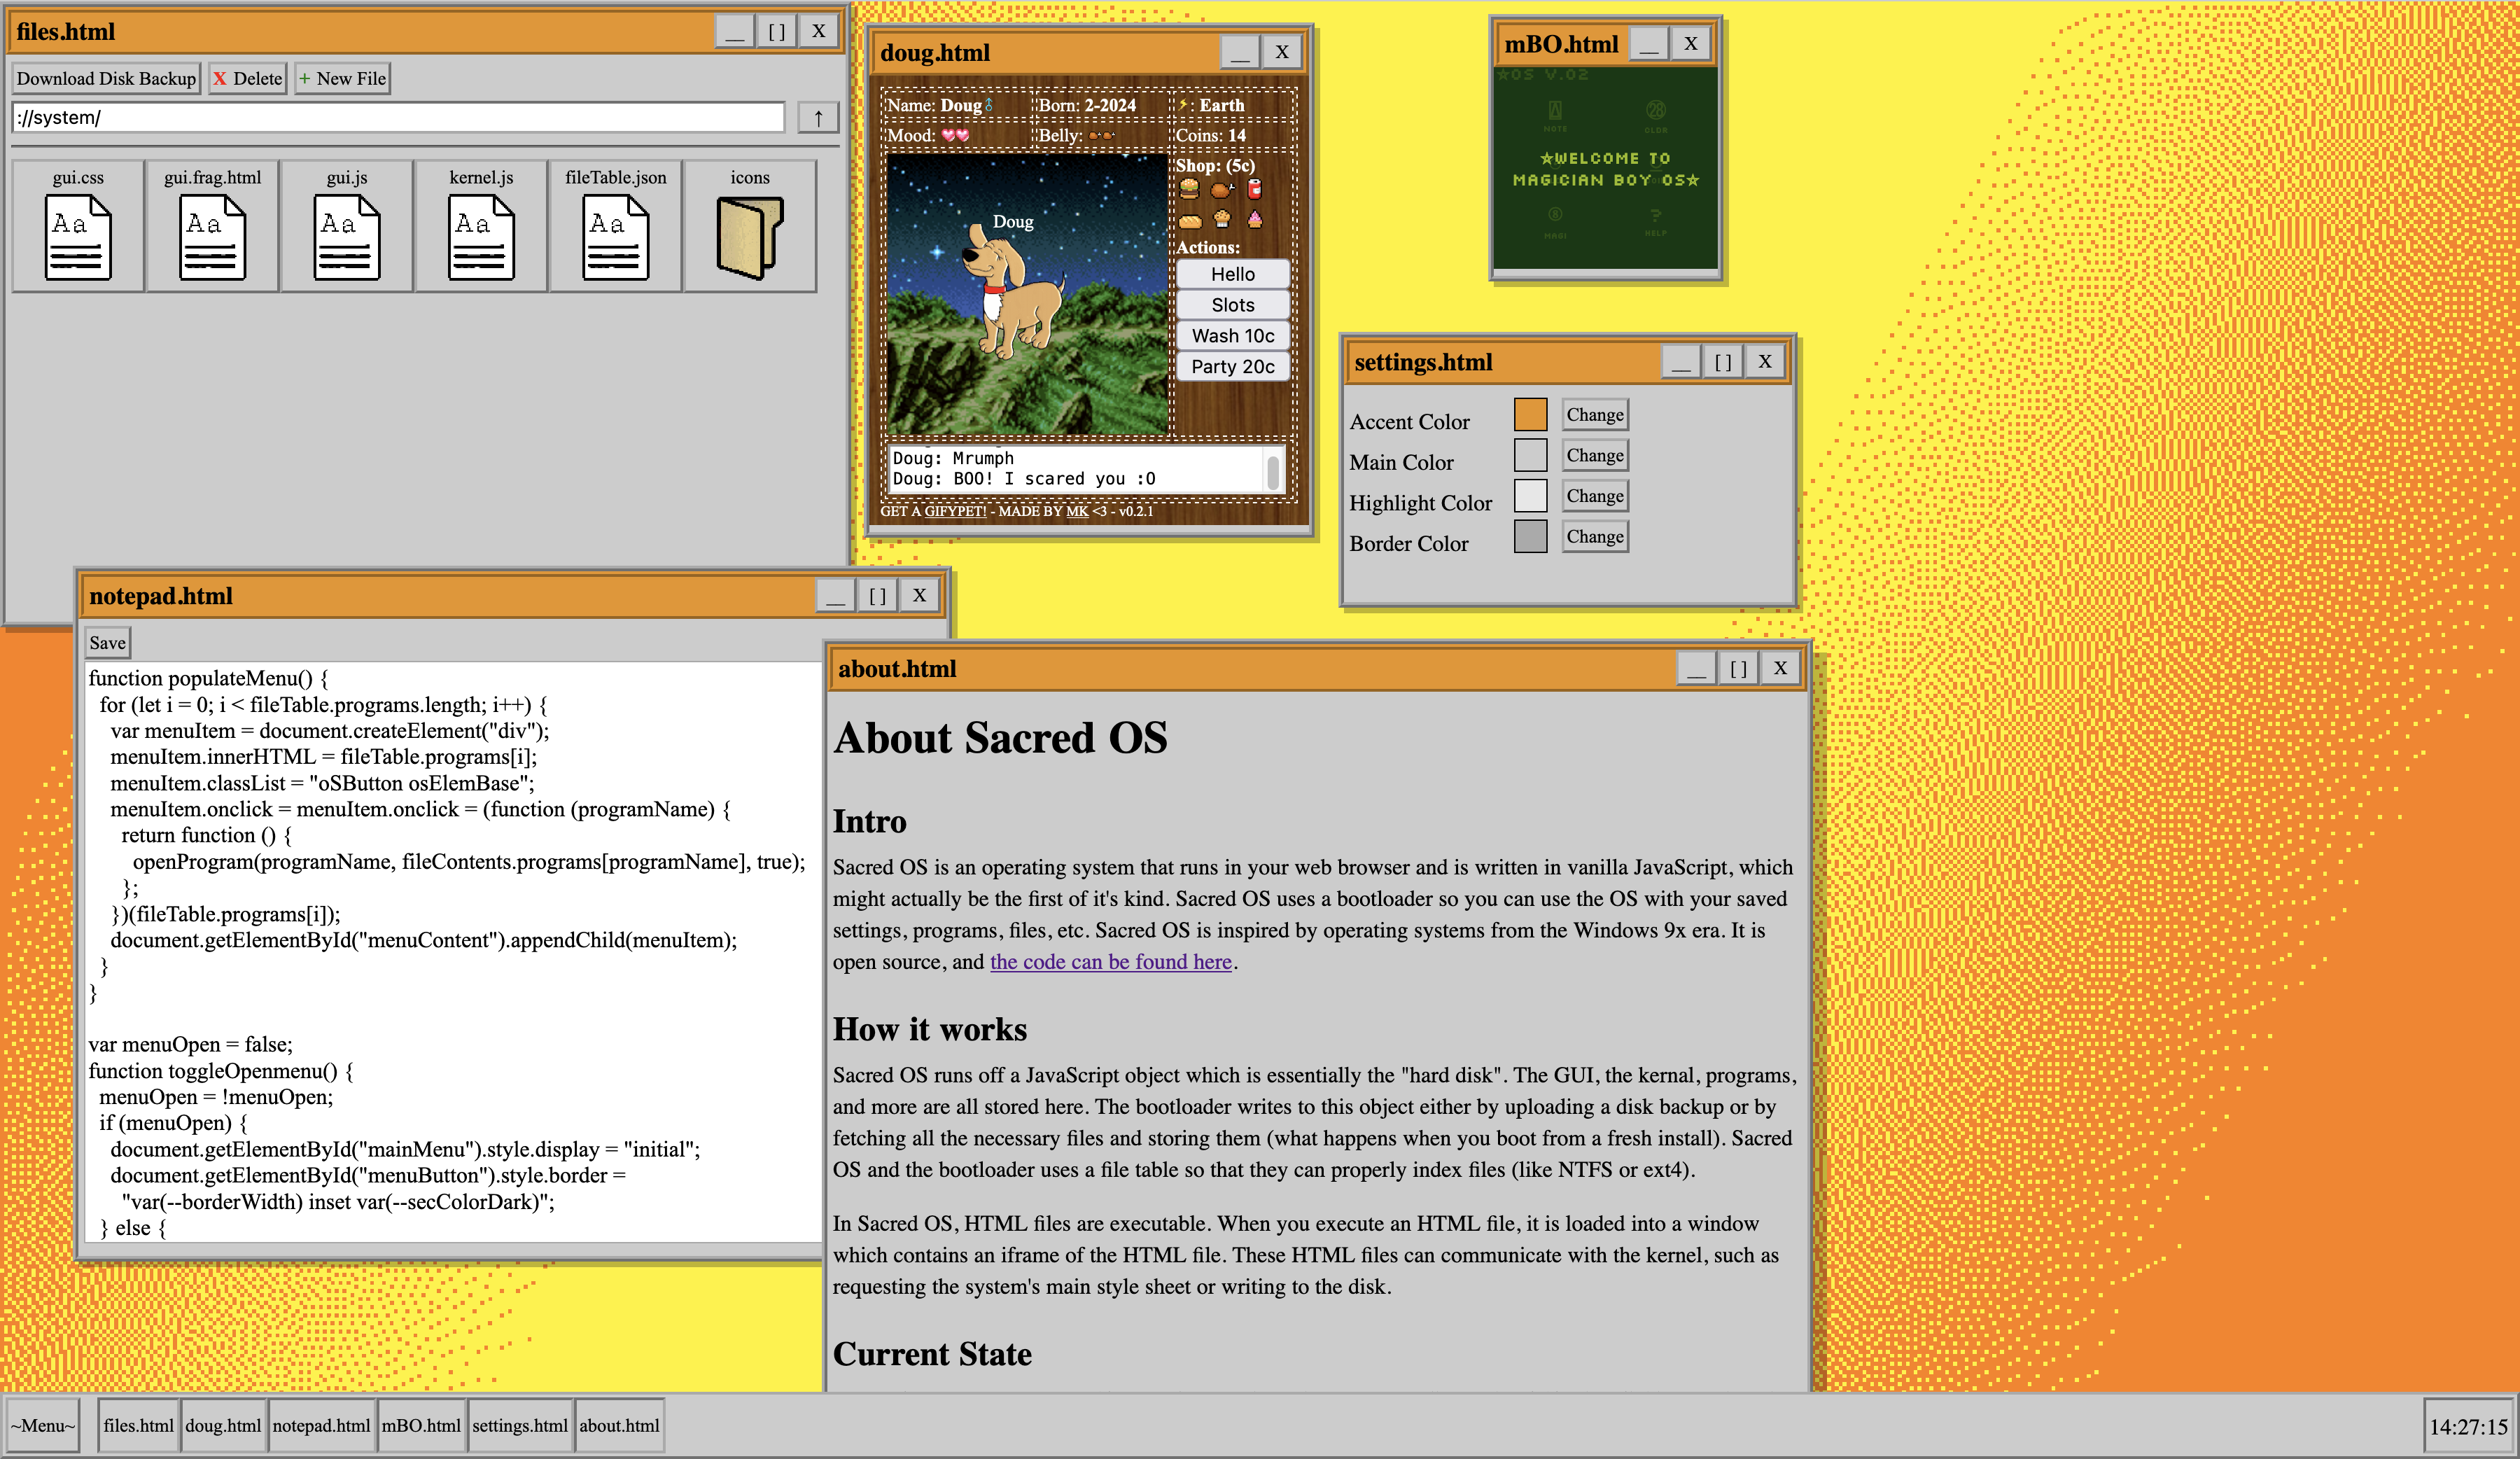 files.html
__ [ ] X
Download Disk Backup X Delete + New File
://system/ ↑
gui.css gui.frag.html gui.js kernel.js fileTable.json icons
Aa Aa Aa Aa Aa
doug.html
__ X
Name: Doug Born: 2-2024 ⚡: Earth
Mood: 💕 Belly: 🍗🍗 Coins: 14
Shop: (5c)
Doug
Actions:
Hello
Slots
Wash 10c
Party 20c
Doug: Mrumph
Doug: BOO! I scared you :O
GET A GIFYPET! - MADE BY MK <3 - v0.2.1
mBO.html
__ X
★OS V.02
NOTE
★WELCOME TO
MAGICIAN BOY OS★
MAGI HELP
settings.html
__ [ ] X
Accent Color Change
Main Color Change
Highlight Color Change
Border Color Change
notepad.html
__ [ ] X
Save
function populateMenu() {
for (let i = 0; i < fileTable.programs.length; i++) {
var menuItem = document.createElement("div");
menuItem.innerHTML = fileTable.programs[i];
menuItem.classList = "oSButton osElemBase";
menuItem.onclick = menuItem.onclick = (function (programName) {
return function () {
openProgram(programName, fileContents.programs[programName], true);
};
})(fileTable.programs[i]);
document.getElementById("menuContent").appendChild(menuItem);
}
}
var menuOpen = false;
function toggleOpenmenu() {
menuOpen = !menuOpen;
if (menuOpen) {
document.getElementById("mainMenu").style.display = "initial";
document.getElementById("menuButton").style.border =
"var(--borderWidth) inset var(--secColorDark)";
} else {
about.html
__ [ ] X
About Sacred OS
Intro
Sacred OS is an operating system that runs in your web browser and is written in vanilla JavaScript, which
might actually be the first of it's kind. Sacred OS uses a bootloader so you can use the OS with your saved
settings, programs, files, etc. Sacred OS is inspired by operating systems from the Windows 9x era. It is
open source, and the code can be found here.
How it works
Sacred OS runs off a JavaScript object which is essentially the "hard disk". The GUI, the kernal, programs,
and more are all stored here. The bootloader writes to this object either by uploading a disk backup or by
fetching all the necessary files and storing them (what happens when you boot from a fresh install). Sacred
OS and the bootloader uses a file table so that they can properly index files (like NTFS or ext4).
In Sacred OS, HTML files are executable. When you execute an HTML file, it is loaded into a window
which contains an iframe of the HTML file. These HTML files can communicate with the kernel, such as
requesting the system's main style sheet or writing to the disk.
Current State
~Menu~ files.html doug.html notepad.html mBO.html settings.html about.html 14:27:15